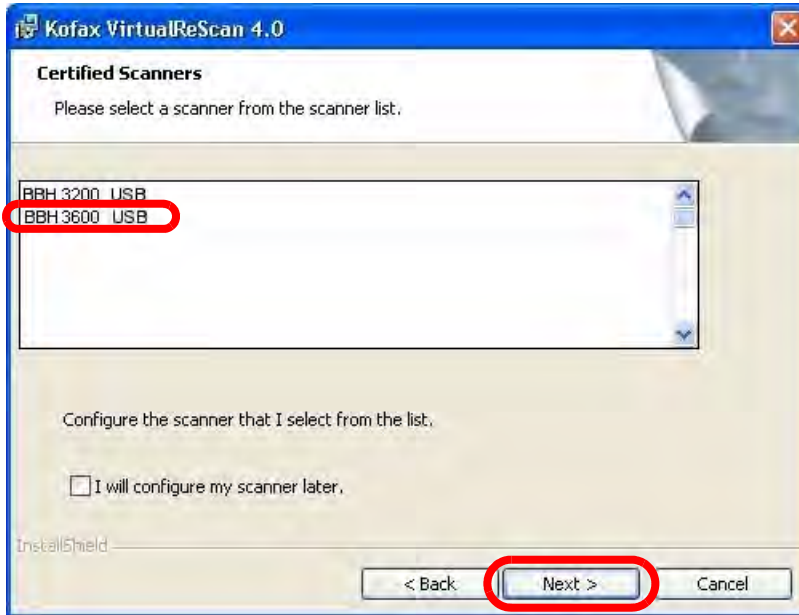 Kofax VirtualReScan 4.0
Certified Scanners
Please select a scanner from the scanner list.
BBH 3200 USB
BBH 3600 USB
Configure the scanner that I select from the list.
I will configure my scanner later.
InstallShield
< Back Next > Cancel